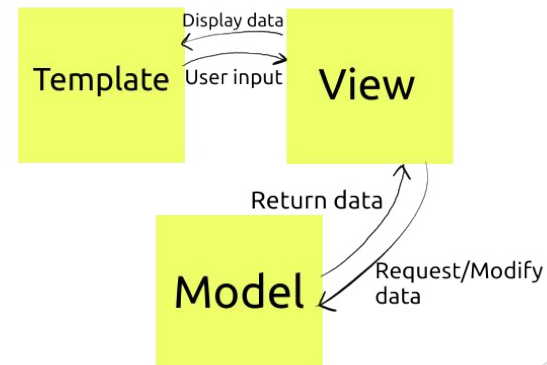 Display data
Template
User input
View
Return data
Model
Request/Modify
data